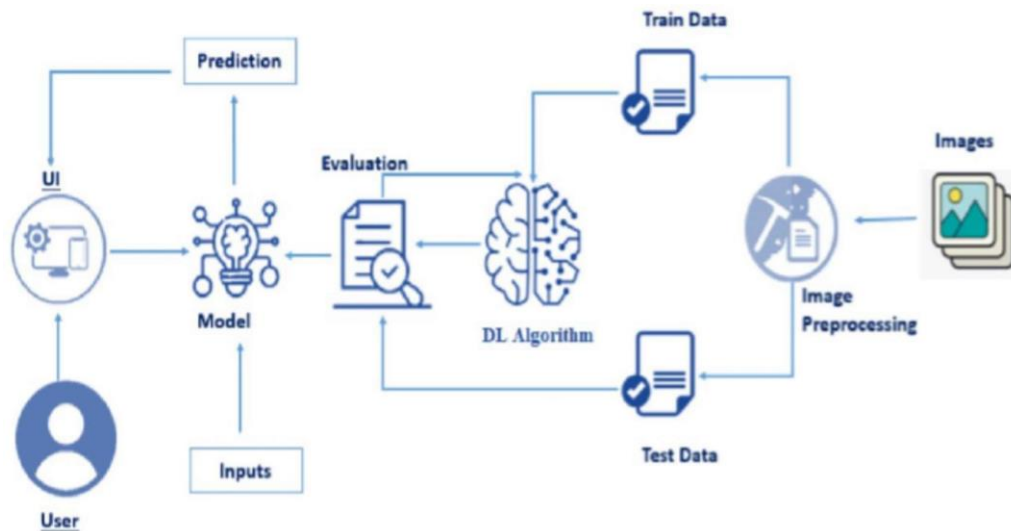 Train Data
Prediction
Images
Evaluation
UI
Image
Preprocessing
Model
DL Algorithm
Test Data
Inputs
User